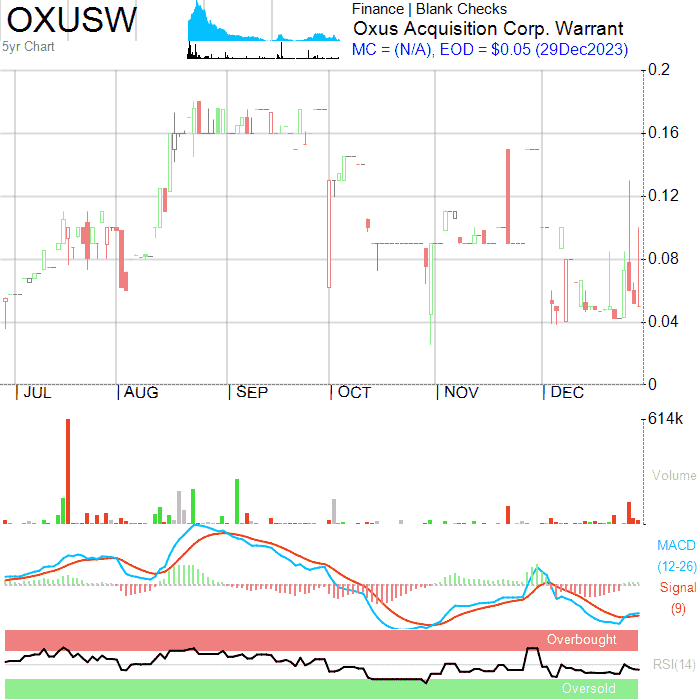 OXUSW
5yr Chart
Finance | Blank Checks
Oxus Acquisition Corp. Warrant
MC = (N/A), EOD = $0.05 (29Dec2023)
0.2
0.16
0.12
0.08
0.04
0
JUL AUG SEP OCT NOV DEC
614k
Volume
MACD
(12-26)
Signal
(9)
Overbought
RSI(14)
Oversold